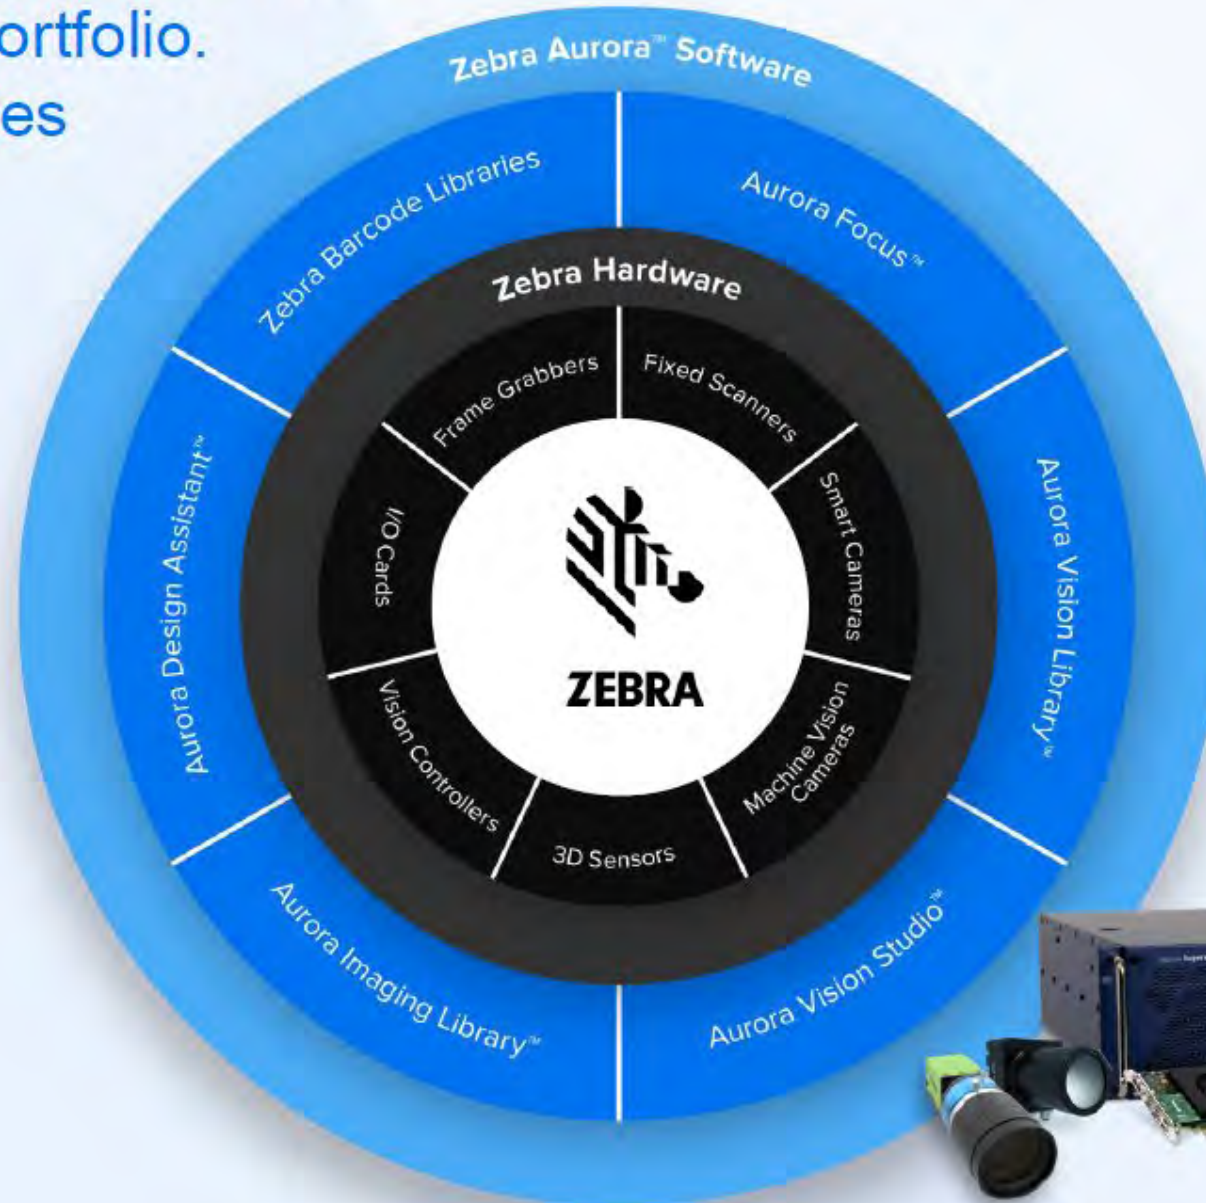 ortfolio.
es
Zebra Aurora™ Software
Zebra Barcode Libraries
Aurora Focus™
Aurora Design Assistant™
Aurora Vision Library™
Aurora Imaging Library™
Aurora Vision Studio™
Zebra Hardware
Frame Grabbers
Fixed Scanners
I/O Cards
Smart Cameras
Vision Controllers
Machine Vision
Cameras
3D Sensors
ZEBRA